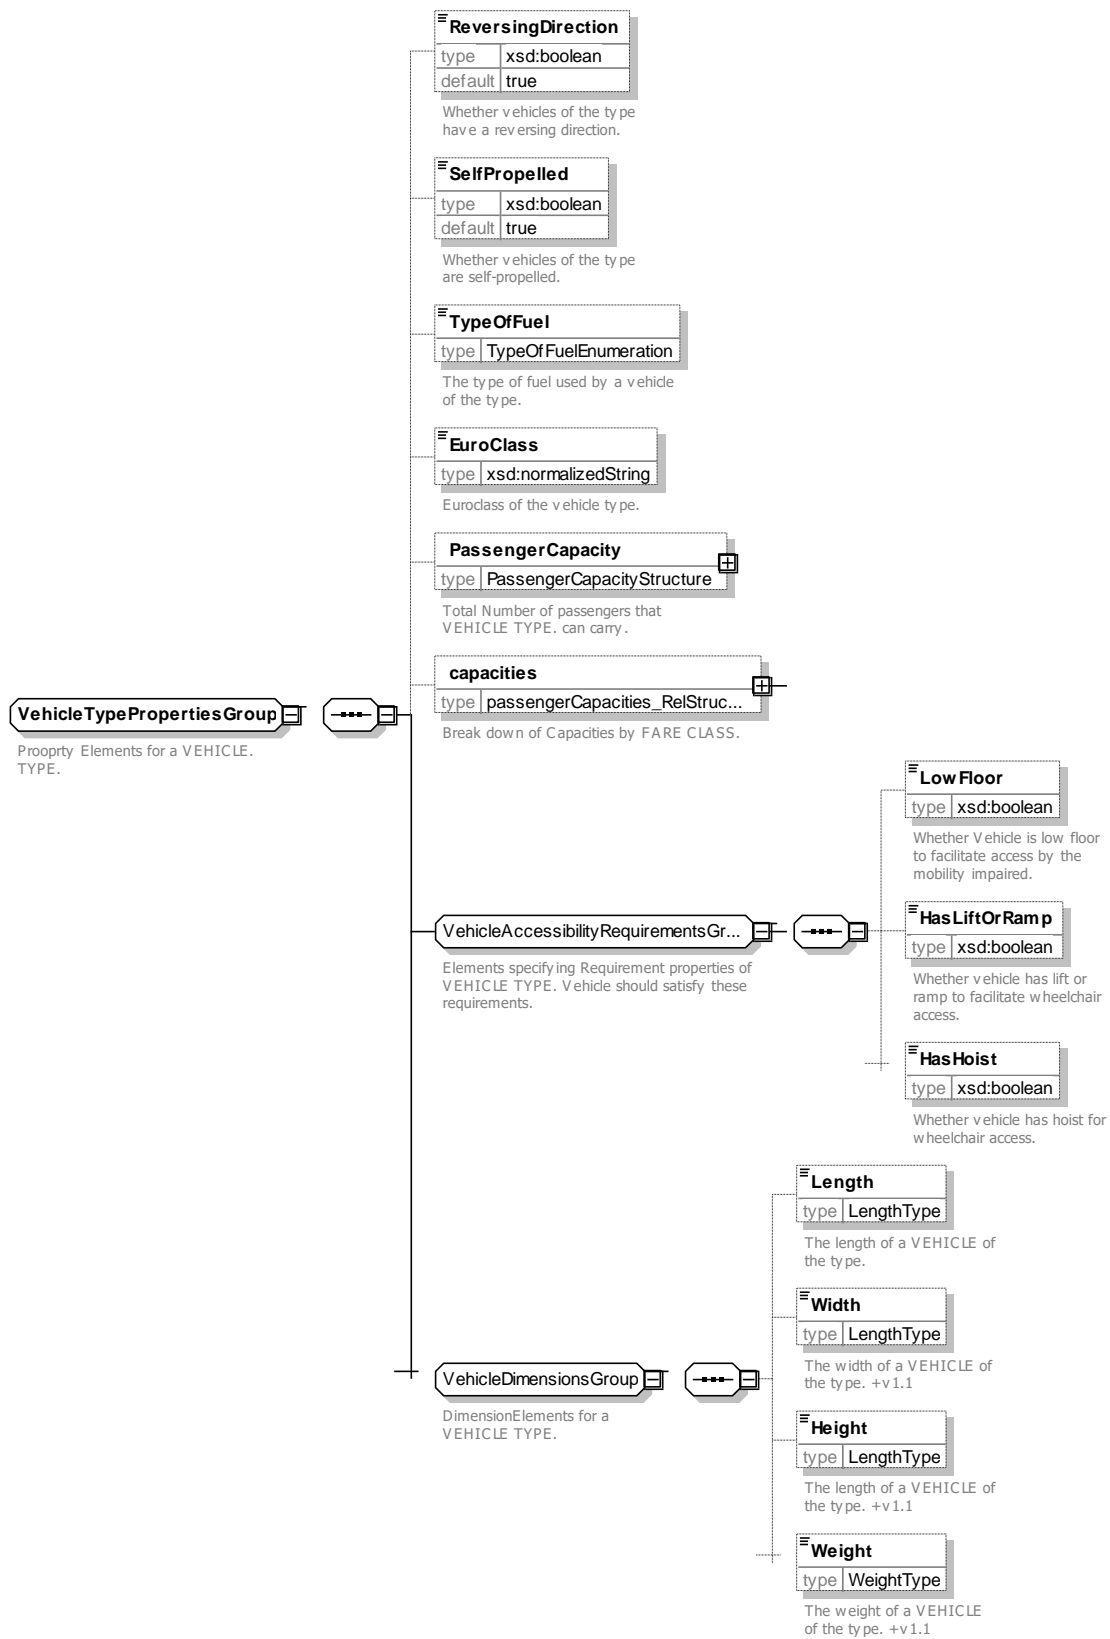 ReversingDirection
type xsd:boolean
default true
Whether vehicles of the type
have a reversing direction.
SelfPropelled
type xsd:boolean
default true
Whether vehicles of the type
are self-propelled.
TypeOfFuel
type TypeOfFuelEnumeration
The type of fuel used by a vehicle
of the type.
EuroClass
type xsd:normalizedString
Euroclass of the vehicle type.
PassengerCapacity
type PassengerCapacityStructure
Total Number of passengers that
VEHICLE TYPE. can carry.
capacities
type passengerCapacities_RelStruc...
Break down of Capacities by FARE CLASS.
VehicleTypePropertiesGroup
Prooprty Elements for a VEHICLE.
TYPE.
LowFloor
type xsd:boolean
Whether Vehicle is low floor
to facilitate access by the
mobility impaired.
VehicleAccessibilityRequirementsGr...
Elements specifying Requirement properties of
VEHICLE TYPE. Vehicle should satisfy these
requirements.
HasLiftOrRamp
type xsd:boolean
Whether vehicle has lift or
ramp to facilitate wheelchair
access.
HasHoist
type xsd:boolean
Whether vehicle has hoist for
wheelchair access.
Length
type LengthType
The length of a VEHICLE of
the type.
Width
type LengthType
The width of a VEHICLE of
the type. +v1.1
VehicleDimensionsGroup
DimensionElements for a
VEHICLE TYPE.
Height
type LengthType
The length of a VEHICLE of
the type. +v1.1
Weight
type WeightType
The weight of a VEHICLE
of the type. +v1.1